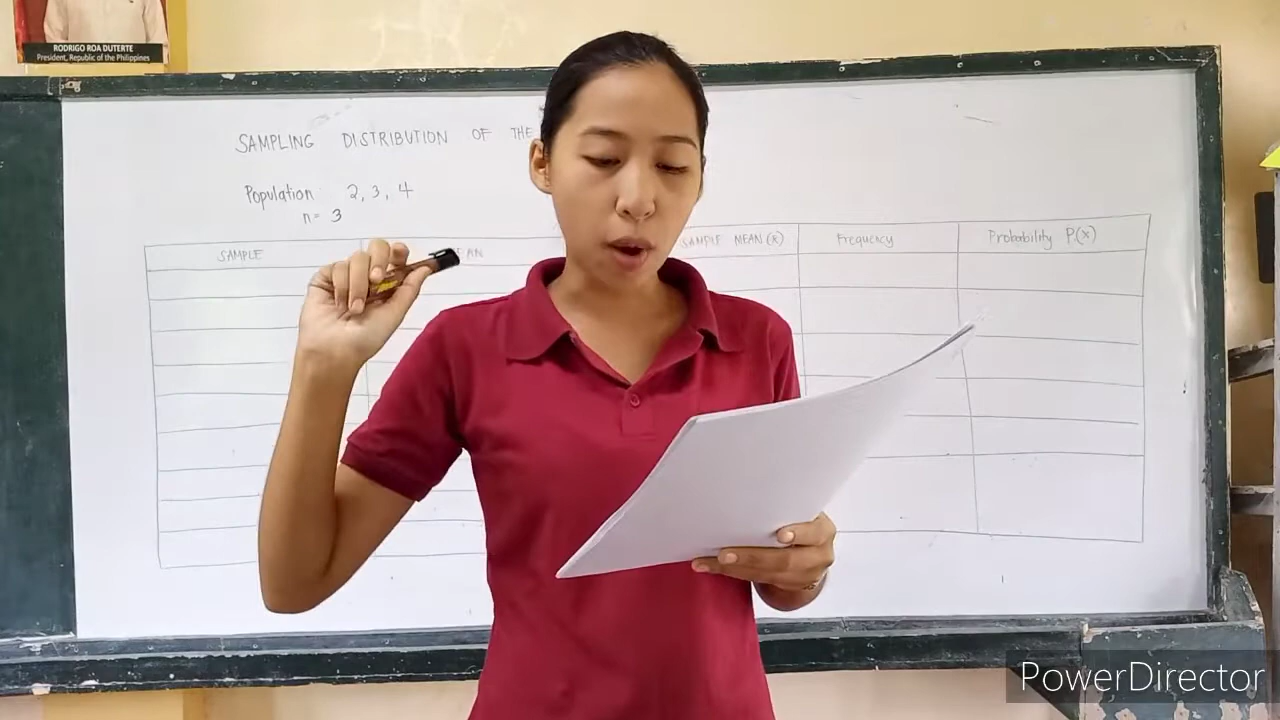 RODRIGO ROA DUTERTE
President, Republic of the Philippines
SAMPLING DISTRIBUTION OF THE
Population: 2, 3, 4
n= 3
SAMPLE
SAMPLE MEAN (x̄)
Frequency
Probability P(x)
PowerDirector